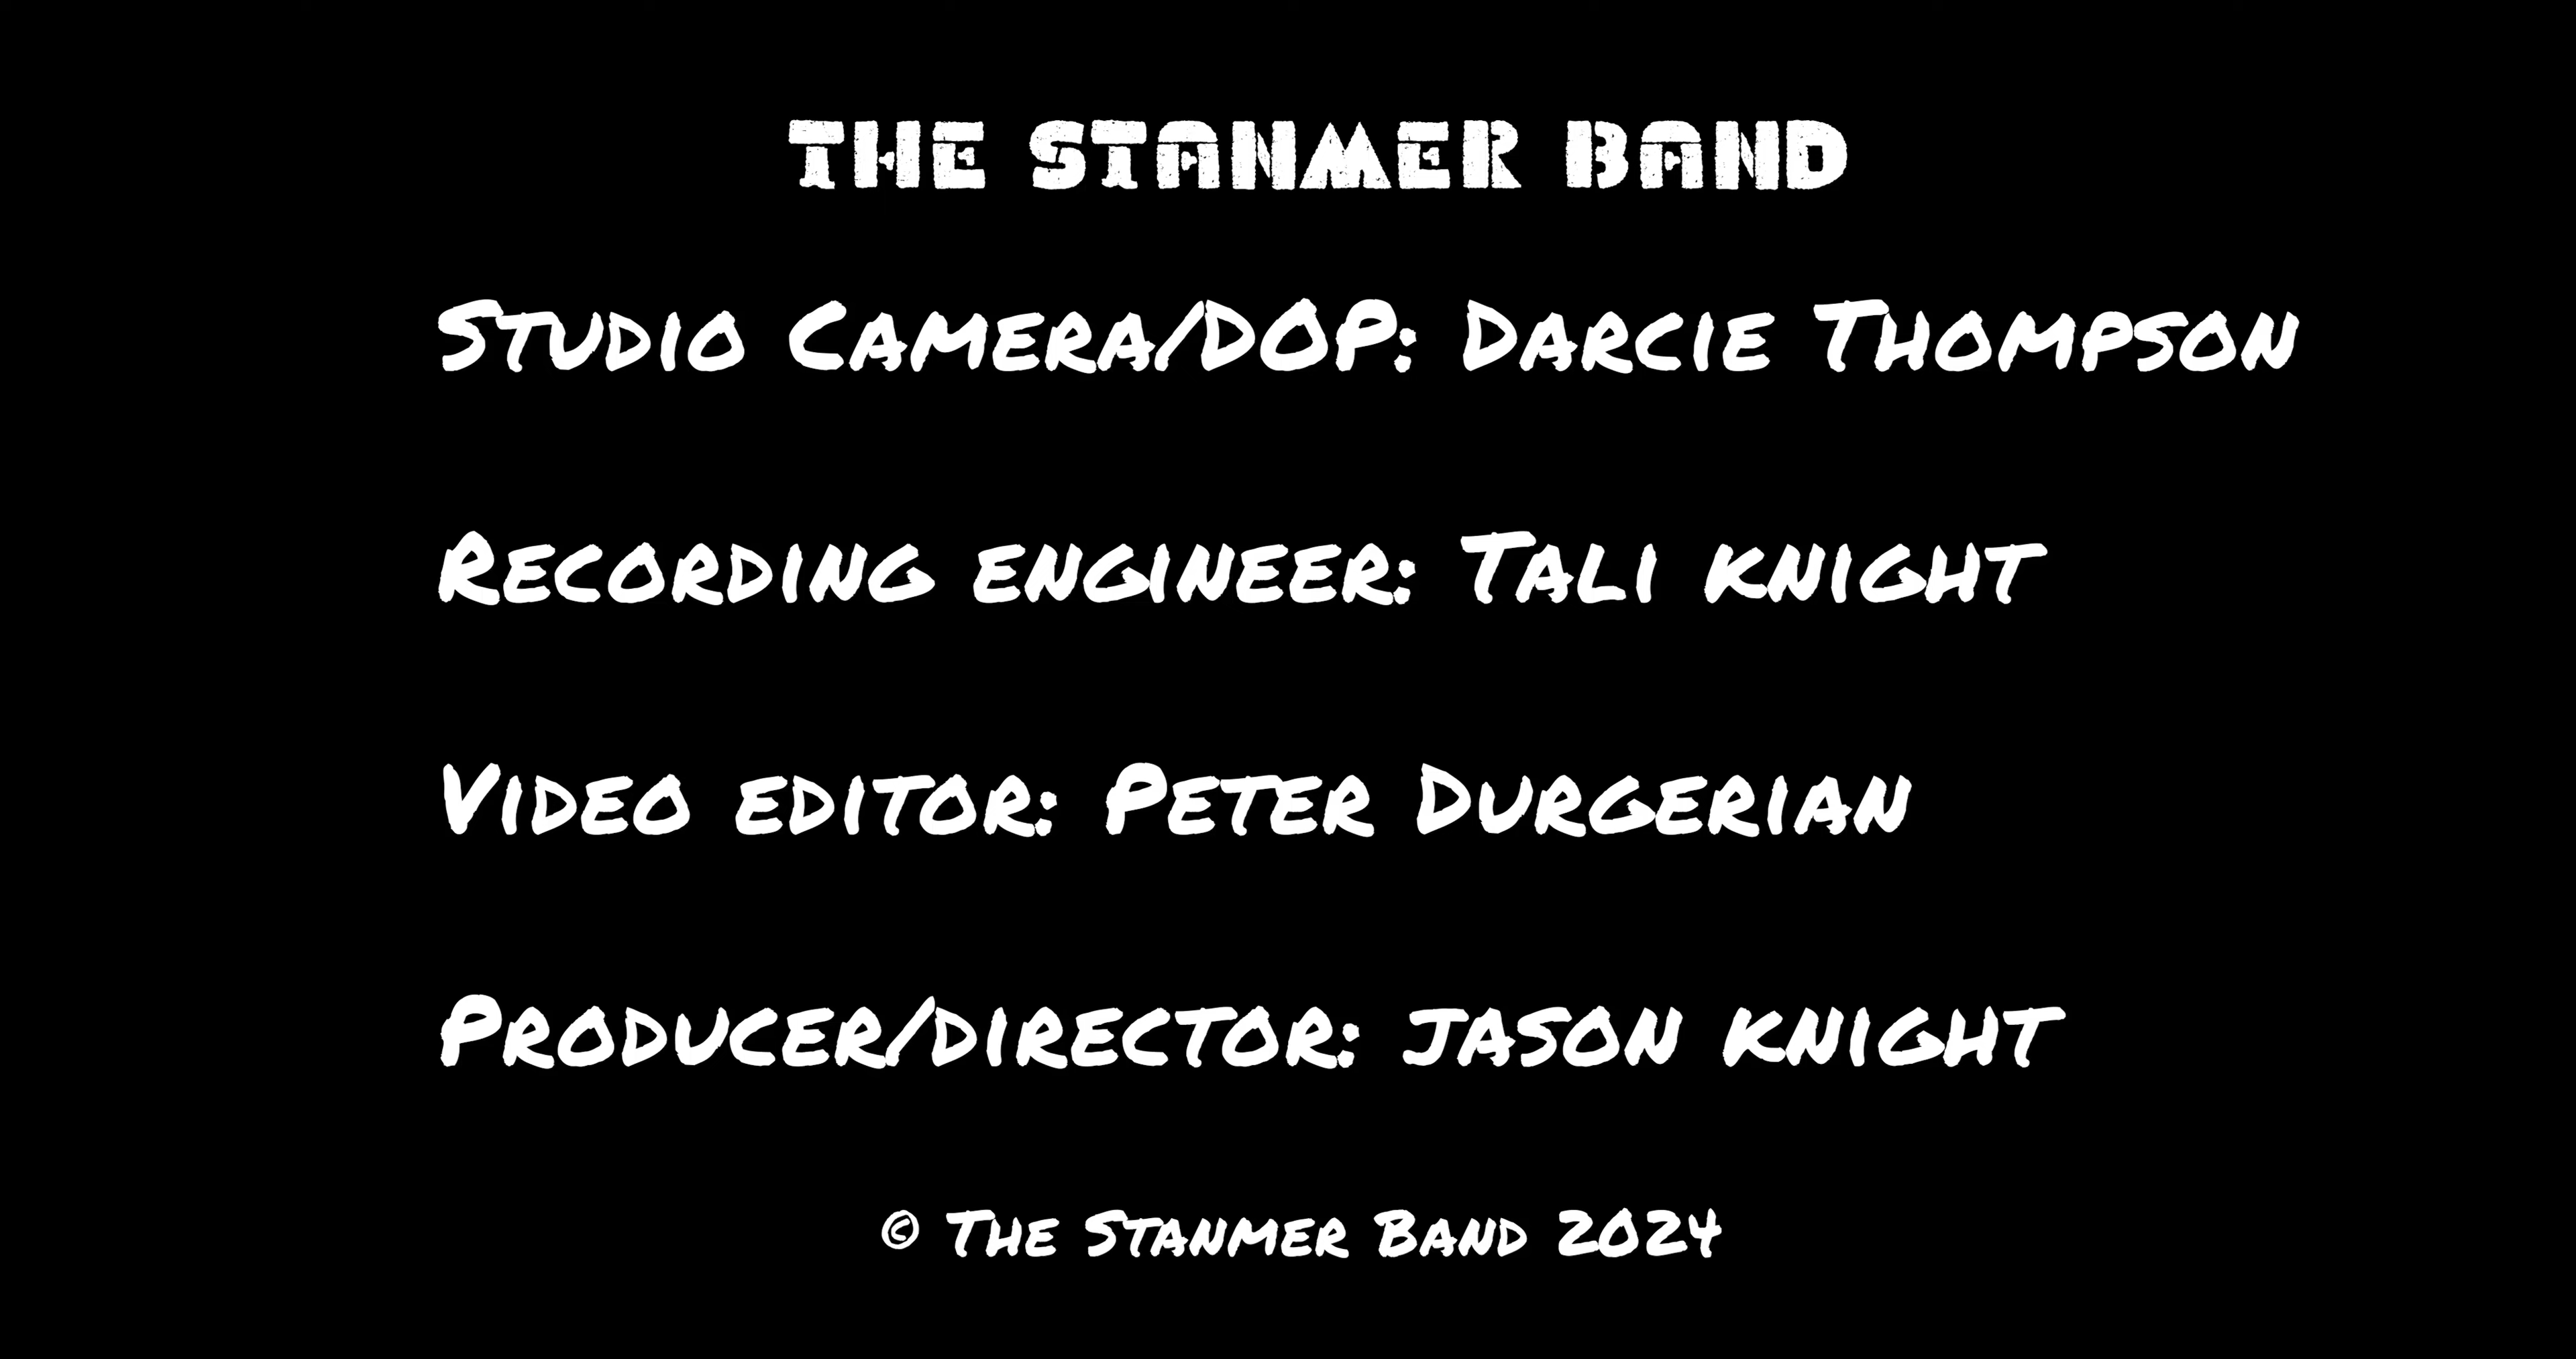 THE STANMER BAND
Studio Camera/DOP: Darcie Thompson
Recording engineer: Tali Knight
Video editor: Peter Durgerian
Producer/director: Jason Knight
© The Stanmer Band 2024